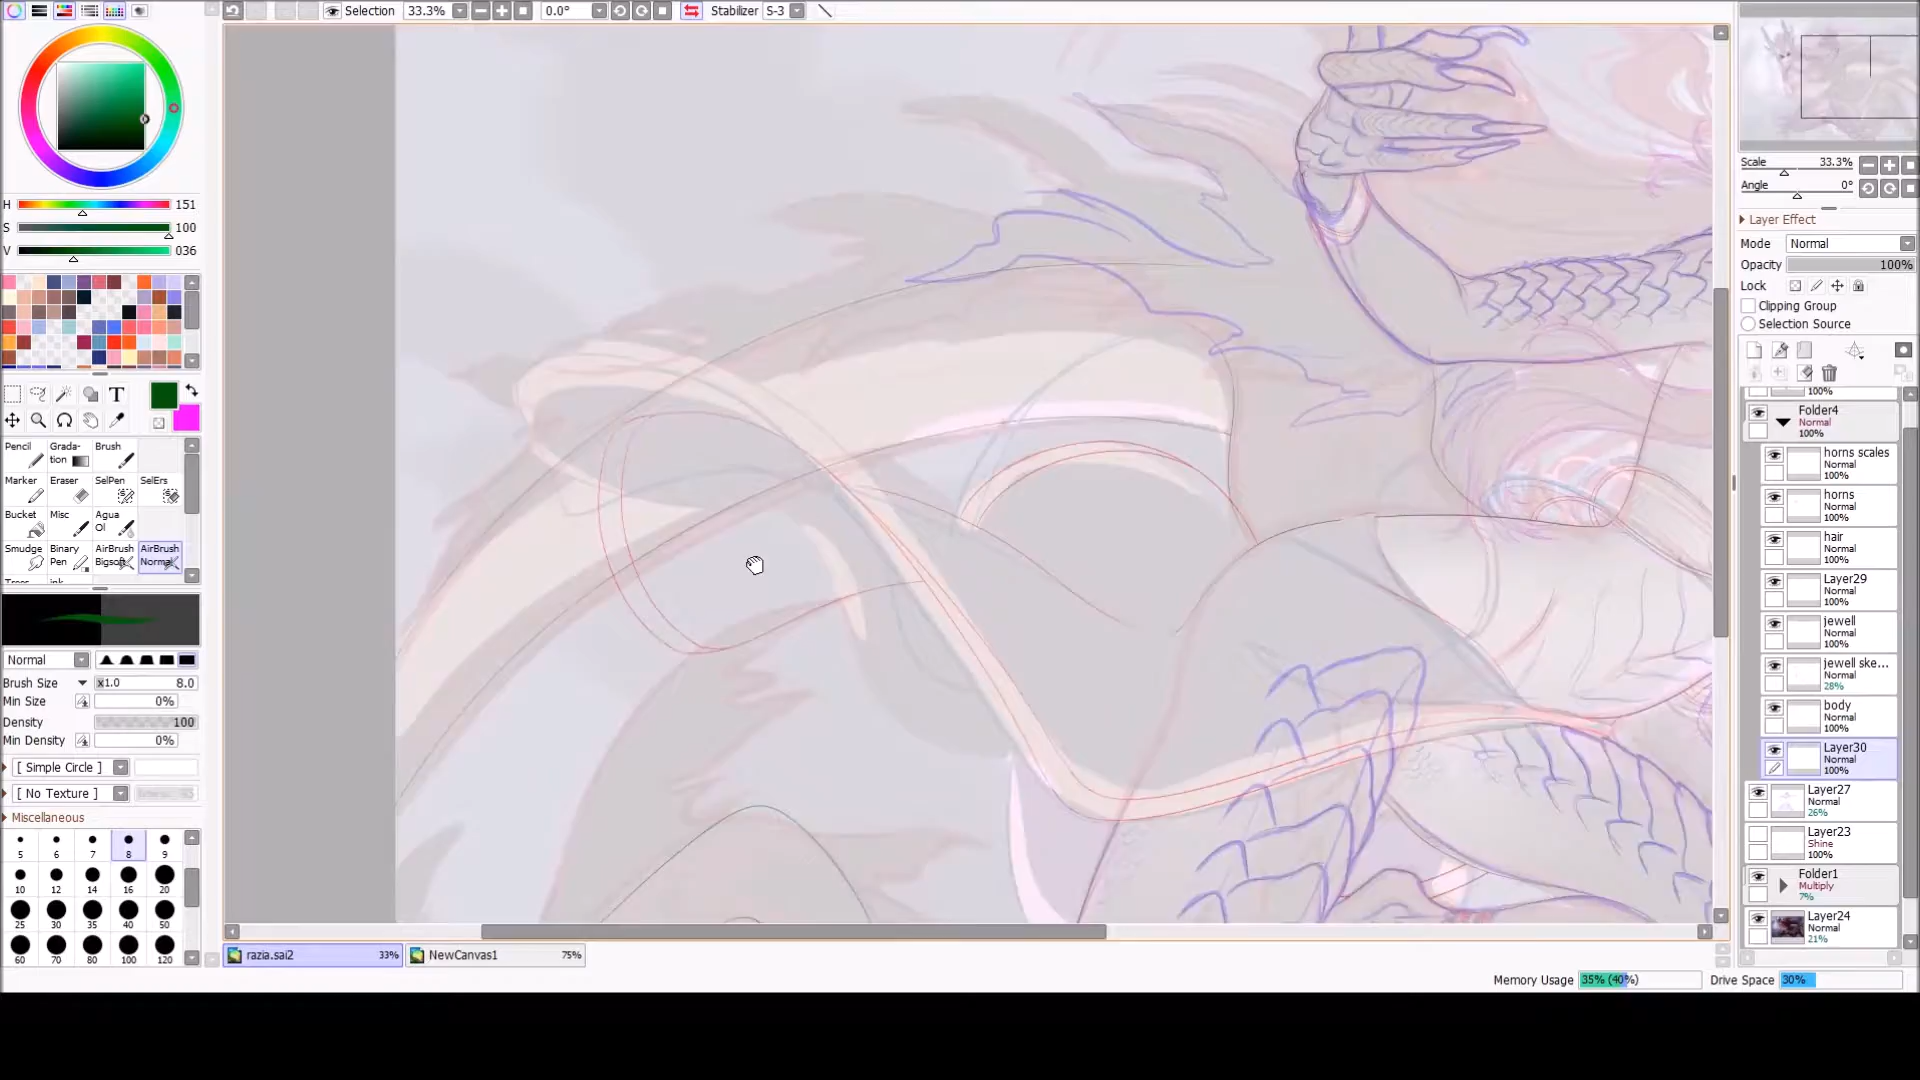 Selection 33.3% 0.0° Stabilizer S-3
H 151
S 100
V 036
Scale 33.3%
Angle 0°
Layer Effect
Mode Normal
Opacity 100%
Lock
Clipping Group
Selection Source
T
Pencil Grada-tion Brush
Marker Eraser SelPen SelErs
Bucket Misc Agua Ol
Smudge Binary Pen AirBrush Bigsoft AirBrush Normal
Trees ink
Normal
Brush Size x1.0 8.0
Min Size 0%
Density 100
Min Density 0%
[ Simple Circle ]
[ No Texture ]
Miscellaneous
5 6 7 8 9
10 12 14 16 20
25 30 35 40 50
60 70 80 100 120
100%
Folder4
Normal
100%
horns scales
Normal
100%
horns
Normal
100%
hair
Normal
100%
Layer29
Normal
100%
jewell
Normal
100%
jewell ske...
Normal
28%
body
Normal
100%
Layer30
Normal
100%
Layer27
Normal
26%
Layer23
Shine
100%
Folder1
Multiply
7%
Layer24
Normal
21%
razia.sai2 33% NewCanvas1 75%
Memory Usage 35% (40%) Drive Space 30%